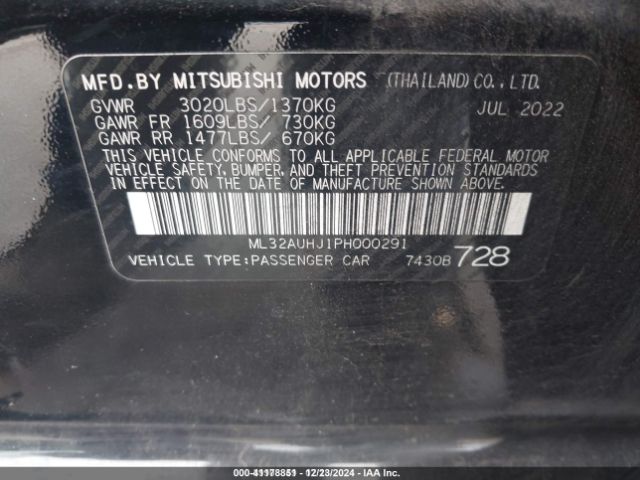 MFD.BY MITSUBISHI MOTORS (THAILAND) CO., LTD.
GVWR 3020LBS/1370KG JUL 2022
GAWR FR 1609LBS/ 730KG
GAWR RR 1477LBS/ 670KG
THIS VEHICLE CONFORMS TO ALL APPLICABLE FEDERAL MOTOR
VEHICLE SAFETY, BUMPER, AND THEFT PREVENTION STANDARDS
IN EFFECT ON THE DATE OF MANUFACTURE SHOWN ABOVE.
ML32AUHJ1PH000291
VEHICLE TYPE:PASSENGER CAR 7430B 728
000-41178851 - 12/28/2024 - IAA Inc.